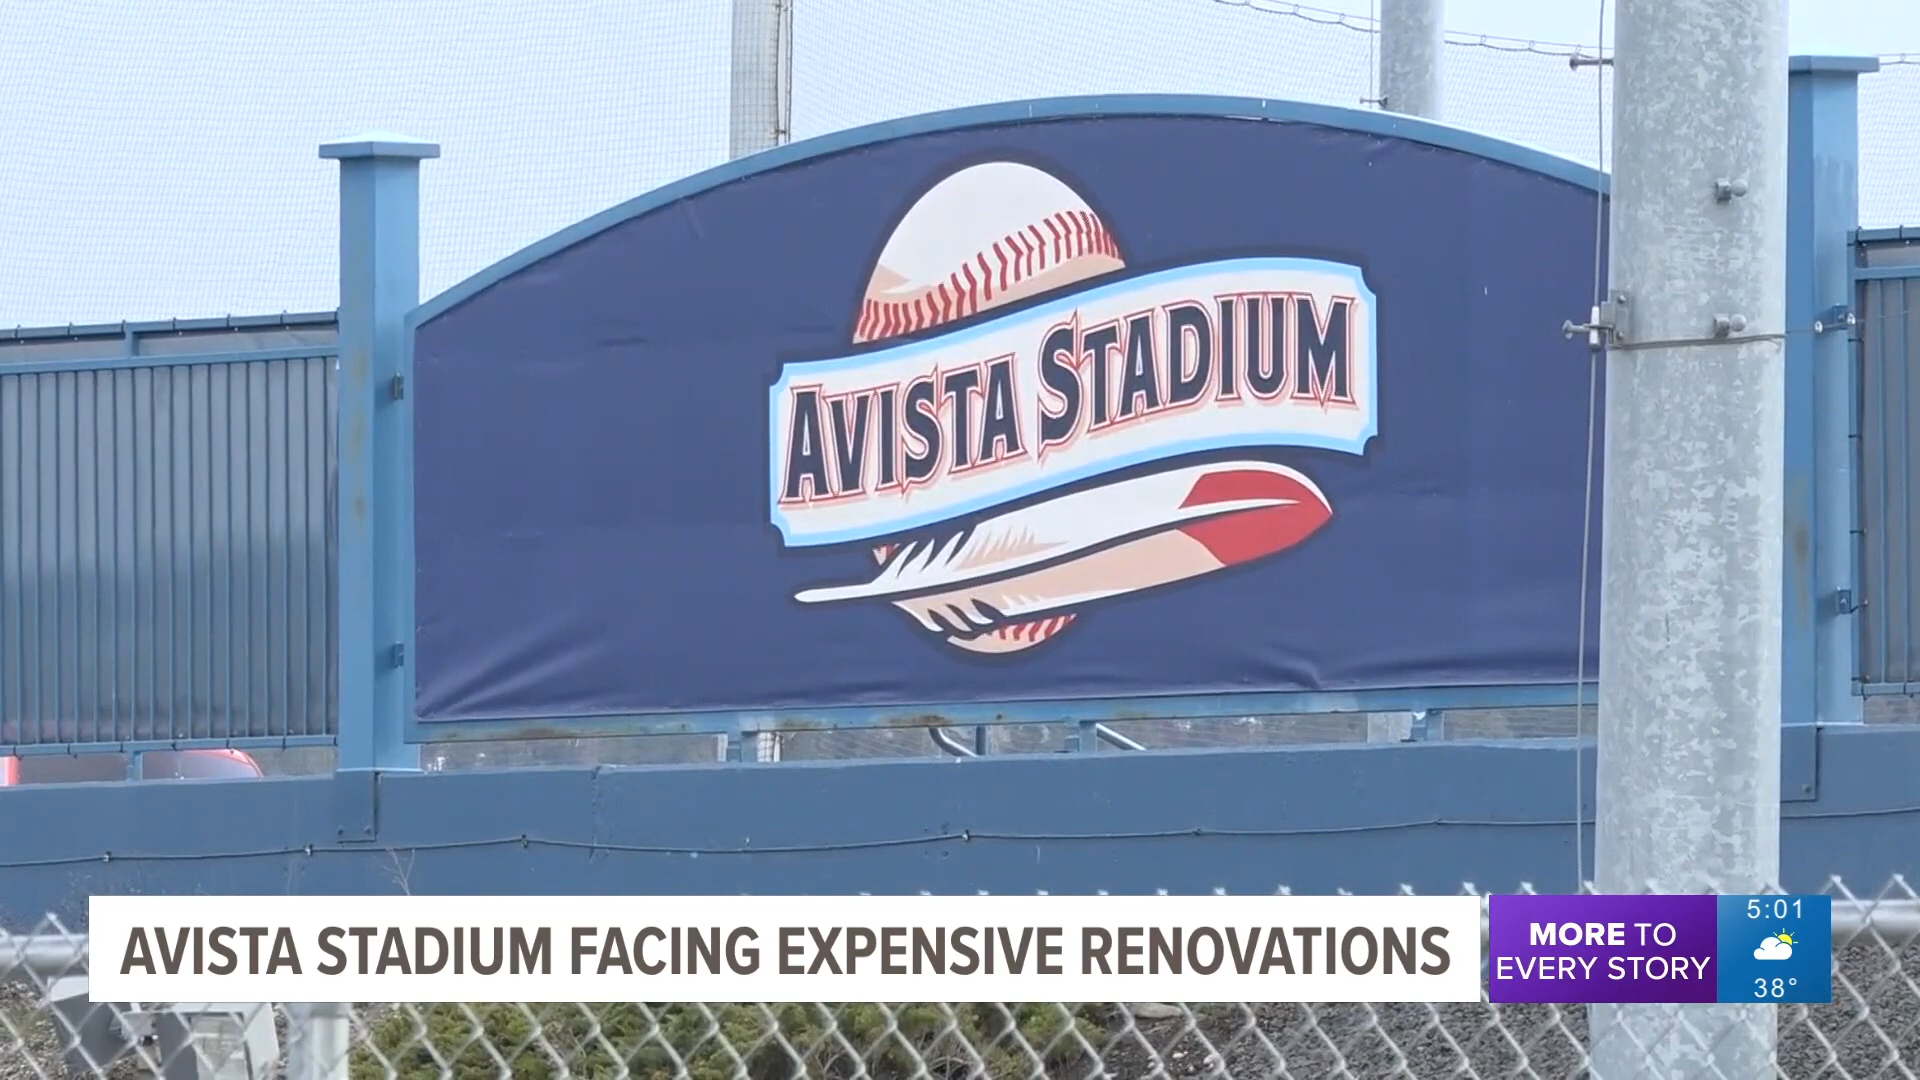 AVISTA STADIUM
AVISTA STADIUM FACING EXPENSIVE RENOVATIONS
MORE TO
EVERY STORY
5:01
38°